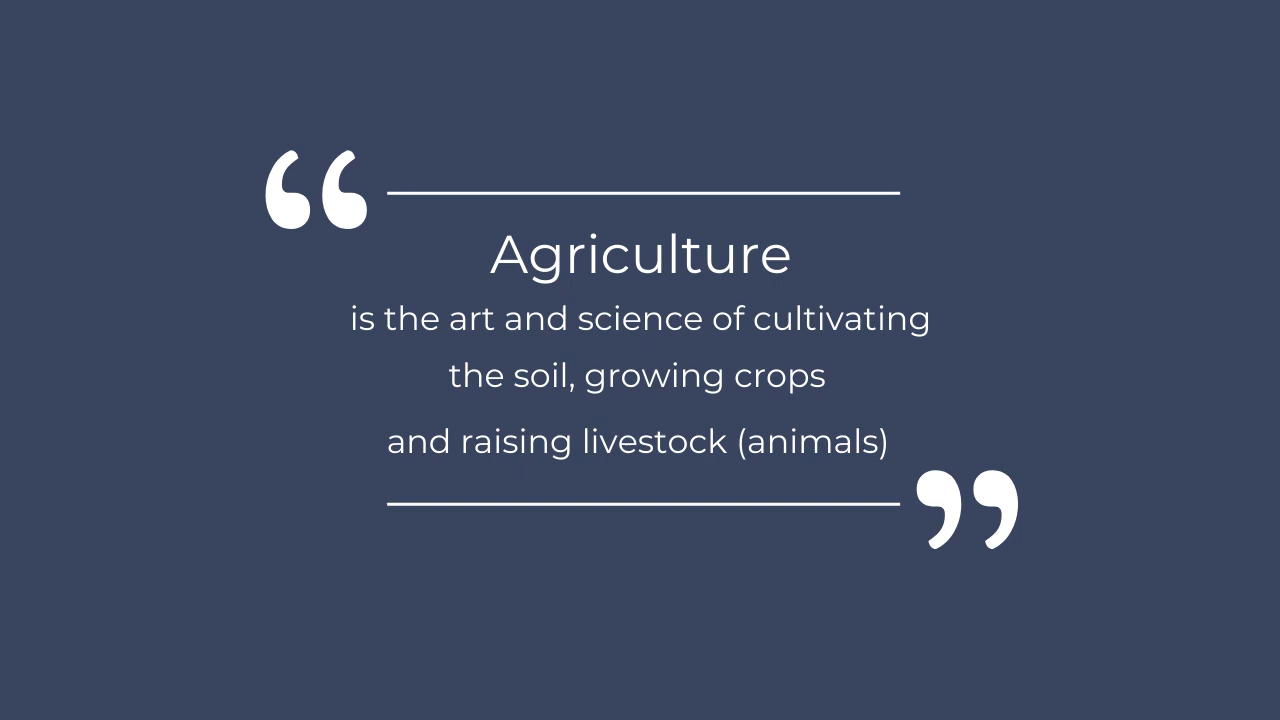 Agriculture
is the art and science of cultivating
the soil, growing crops
and raising livestock (animals)